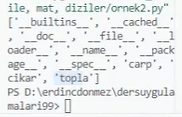 ile, mat, diziler/ornek2.py"
['__builtins__', '__cached__'
, '__doc__', '__file__', '__l
oader__', '__name__', '__pack
age__', '__spec__', 'carp', '
cikar', 'topla']
PS D:\erdincdonmez\dersuygula
malari99>